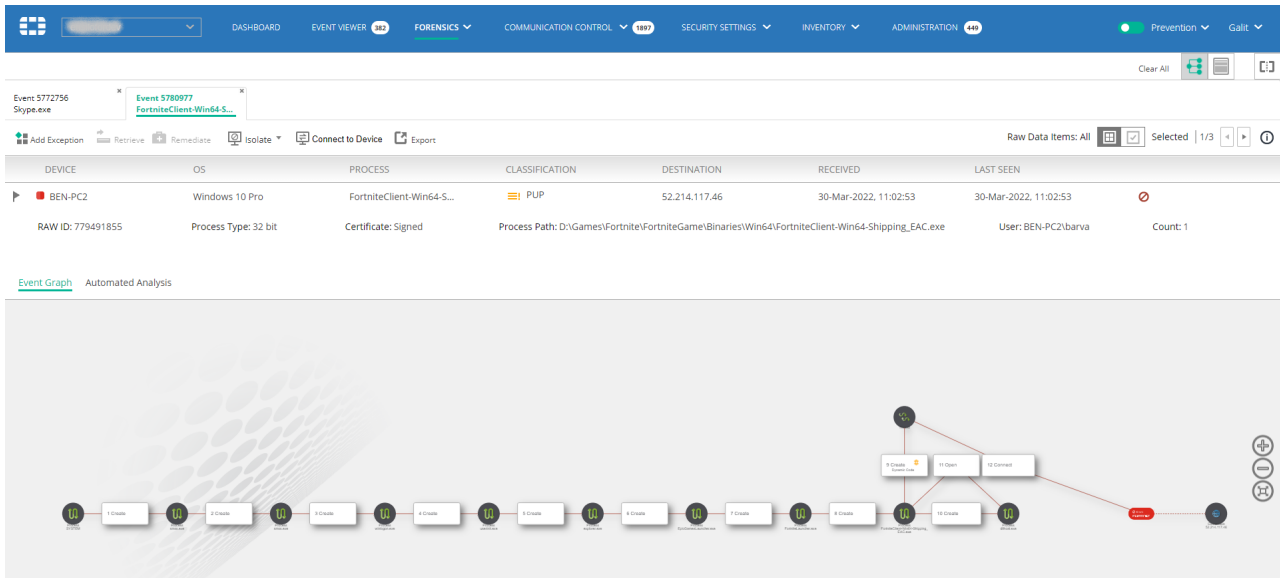 DASHBOARD EVENT VIEWER 382 FORENSICS COMMUNICATION CONTROL 1897 SECURITY SETTINGS INVENTORY ADMINISTRATION 449 Prevention Galit
Clear All
Event 5772756 × Event 5780977 ×
Skype.exe FortniteClient-Win64-S...
Add Exception Retrieve Remediate Isolate Connect to Device Export Raw Data Items: All Selected 1/3
DEVICE OS PROCESS CLASSIFICATION DESTINATION RECEIVED LAST SEEN
BEN-PC2 Windows 10 Pro FortniteClient-Win64-S... PUP 52.214.117.46 30-Mar-2022, 11:02:53 30-Mar-2022, 11:02:53
RAW ID: 779491855 Process Type: 32 bit Certificate: Signed Process Path: D:\Games\Fortnite\FortniteGame\Binaries\Win64\FortniteClient-Win64-Shipping_EAC.exe User: BEN-PC2\barva Count: 1
Event Graph Automated Analysis
9 Create 11 Open 12 Connect
Dynamic Code
1 Create 2 Create 3 Create 4 Create 5 Create 6 Create 7 Create 8 Create 10 Create